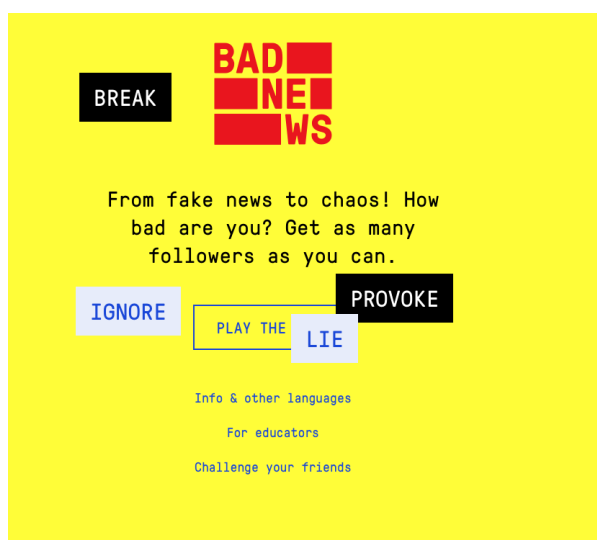 BREAK
BAD
NE
WS
From fake news to chaos! How
bad are you? Get as many
followers as you can.
IGNORE
PROVOKE
PLAY THE
LIE
Info & other languages
For educators
Challenge your friends